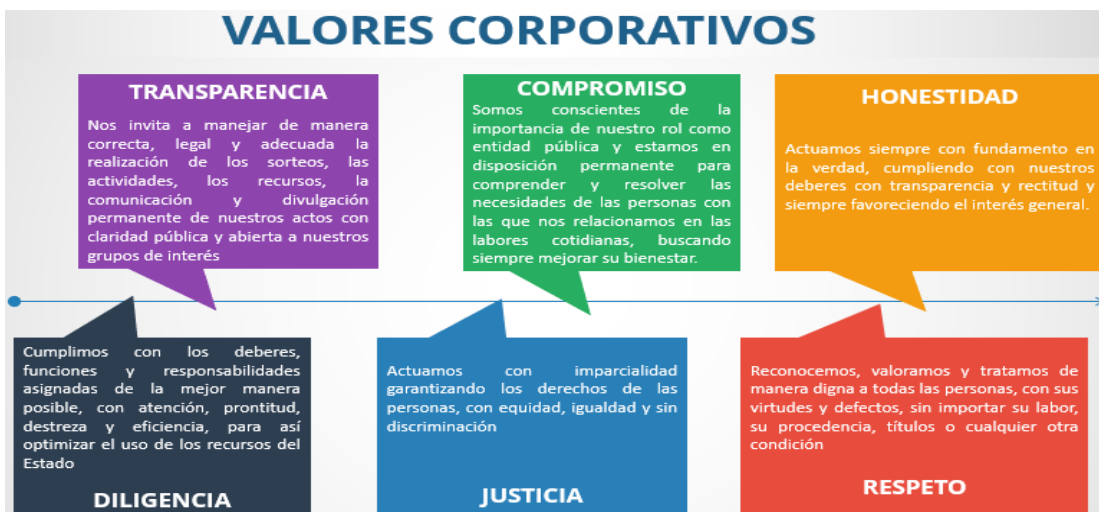 VALORES CORPORATIVOS
TRANSPARENCIA
Nos invita a manejar de manera
correcta, legal y adecuada la
realización de los sorteos, las
actividades, los recursos, la
comunicación y divulgación
permanente de nuestros actos con
claridad pública y abierta a nuestros
grupos de interés
COMPROMISO
Somos conscientes de la
importancia de nuestro rol como
entidad pública y estamos en
disposición permanente para
comprender y resolver las
necesidades de las personas con
las que nos relacionamos en las
labores cotidianas, buscando
siempre mejorar su bienestar.
HONESTIDAD
Actuamos siempre con fundamento en
la verdad, cumpliendo con nuestros
deberes con transparencia y rectitud y
siempre favoreciendo el interés general.
Cumplimos con los deberes,
funciones y responsabilidades
asignadas de la mejor manera
posible, con atención, prontitud,
destreza y eficiencia, para así
optimizar el uso de los recursos del
Estado
DILIGENCIA
Actuamos con imparcialidad
garantizando los derechos de las
personas, con equidad, igualdad y sin
discriminación
JUSTICIA
Reconocemos, valoramos y tratamos de
manera digna a todas las personas, con sus
virtudes y defectos, sin importar su labor,
su procedencia, títulos o cualquier otra
condición
RESPETO